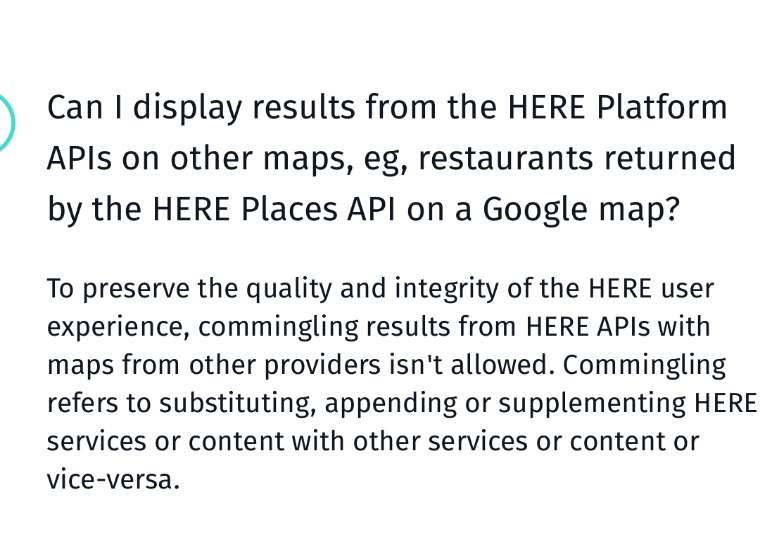 Can I display results from the HERE Platform
APIs on other maps, eg, restaurants returned
by the HERE Places API on a Google map?
To preserve the quality and integrity of the HERE user
experience, commingling results from HERE APIs with
maps from other providers isn't allowed. Commingling
refers to substituting, appending or supplementing HERE
services or content with other services or content or
vice-versa.